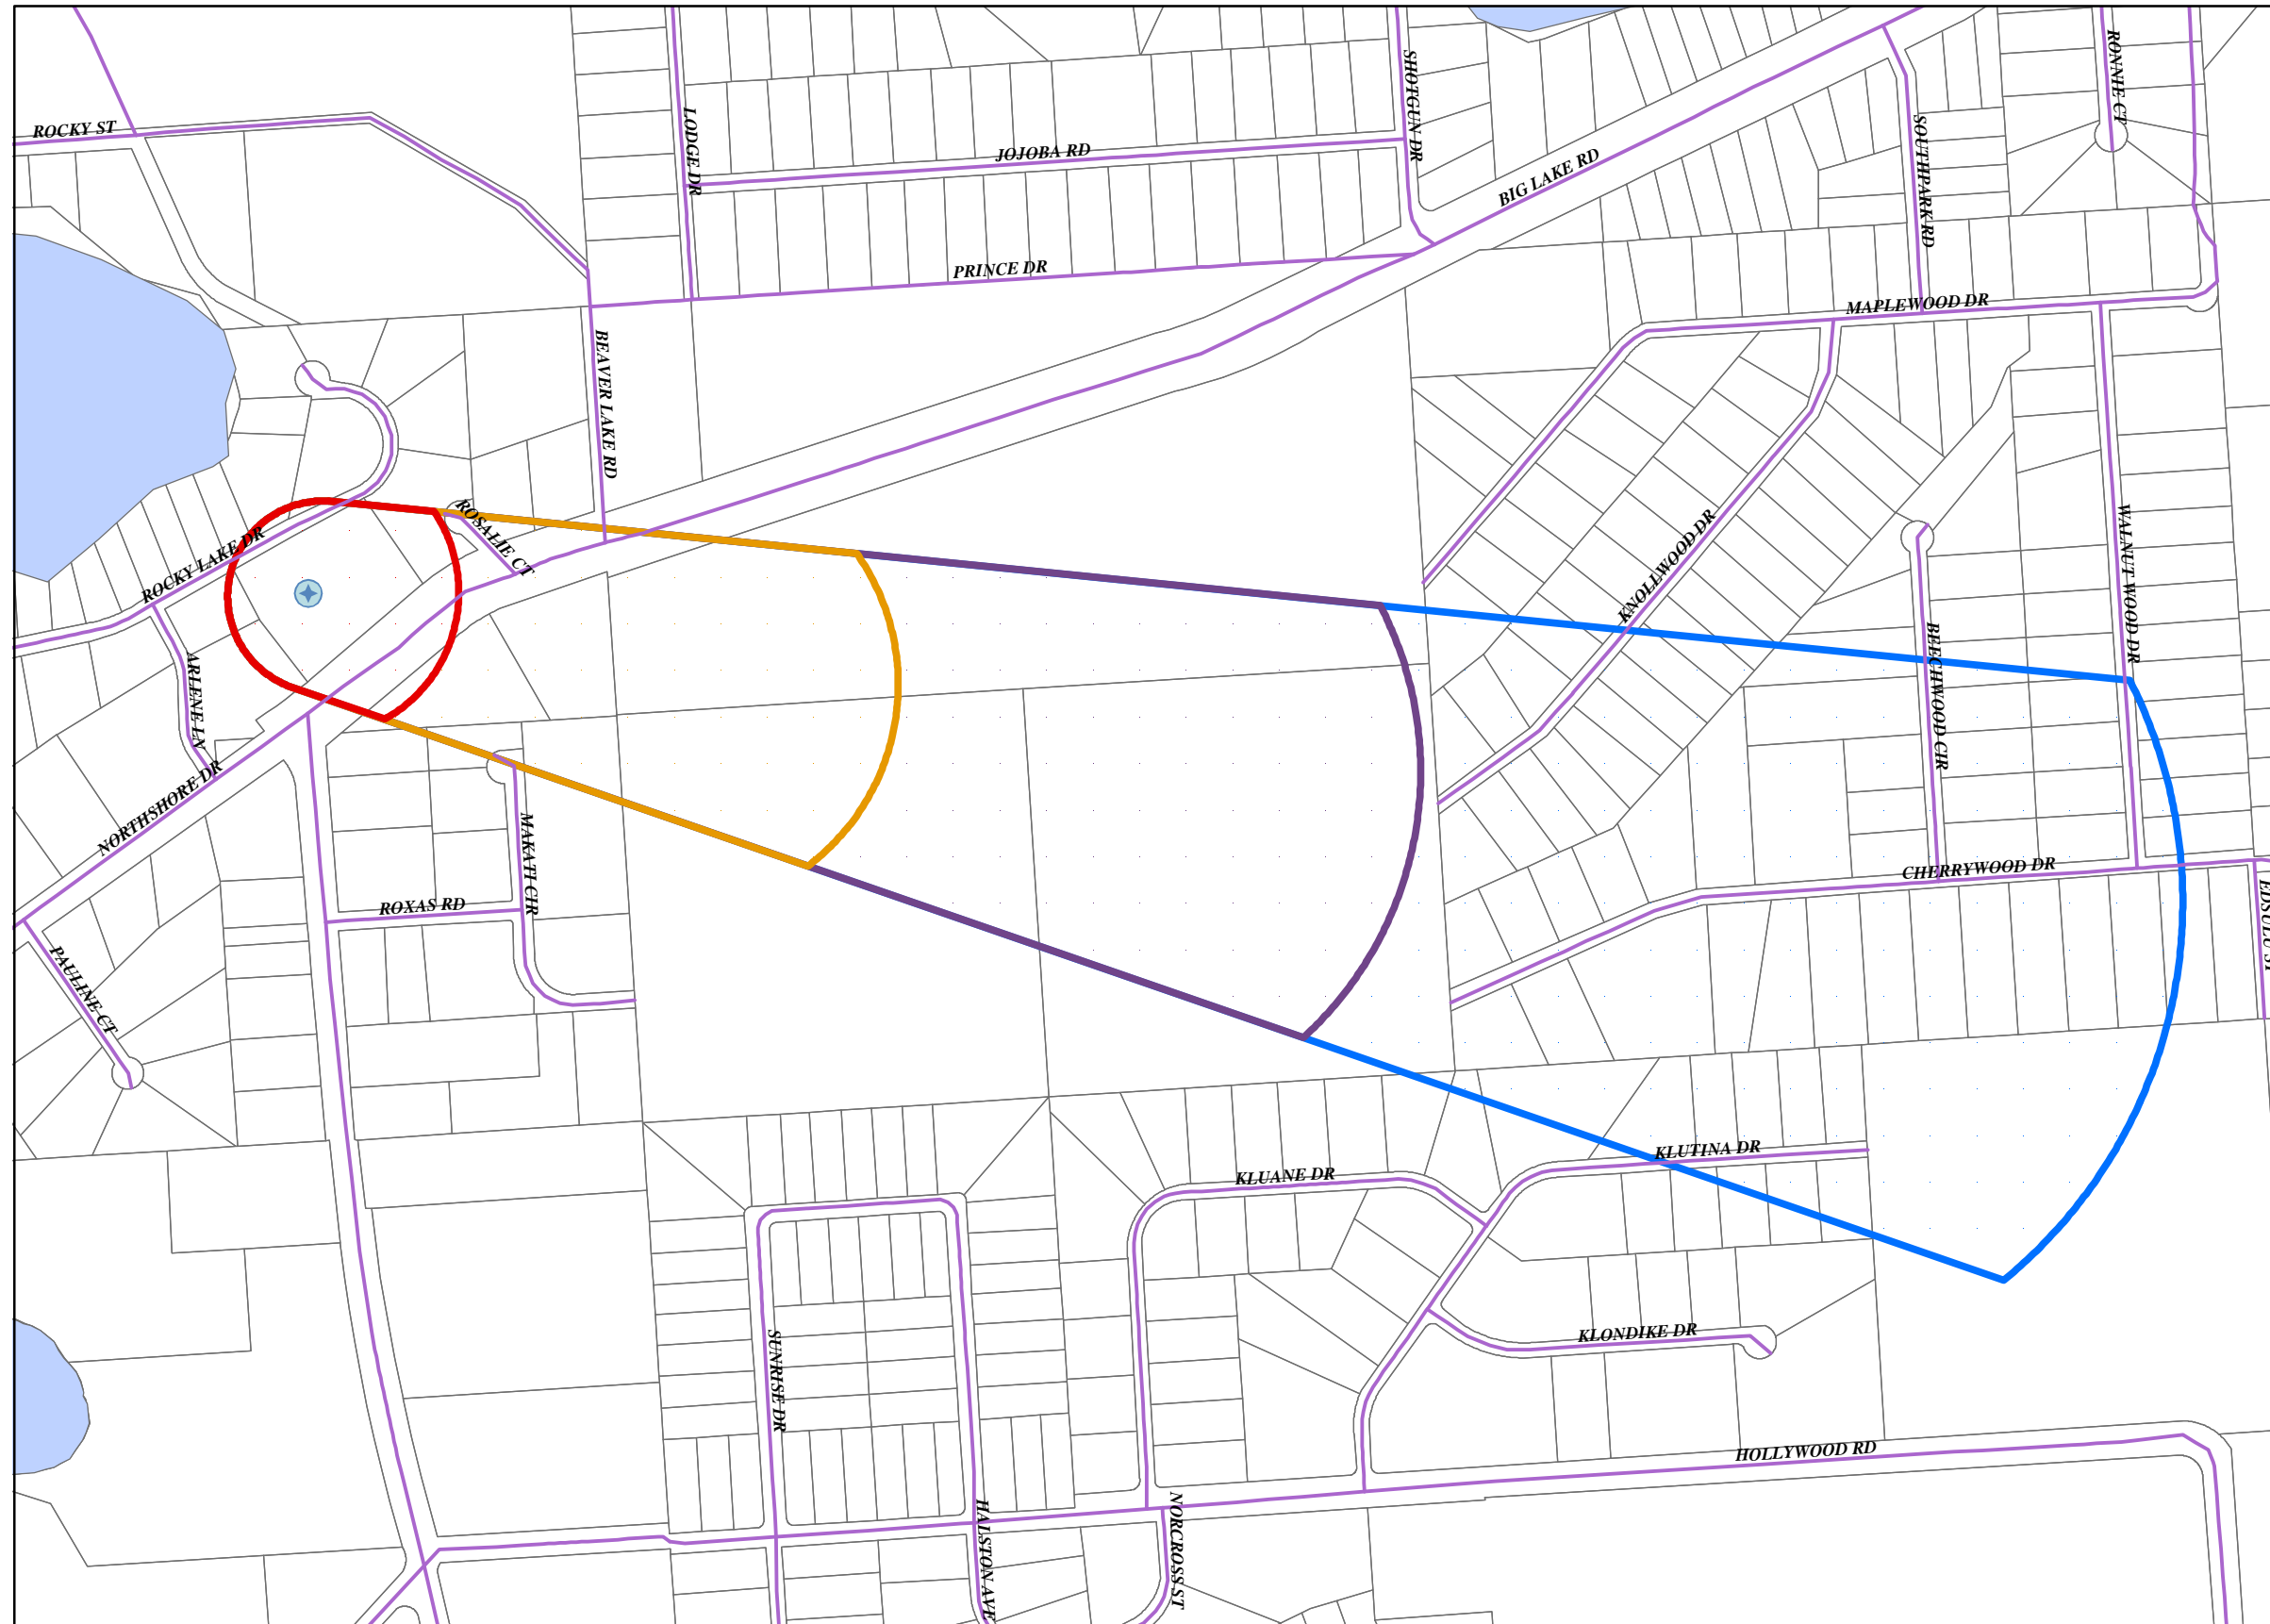 ROCKY ST
LODGE DR
JOJOBA RD
SHOTGUN DR
BIG LAKE RD
SOUTHPARK RD
RONNIE CT
PRINCE DR
MAPLEWOOD DR
BEAVER LAKE RD
ROSALIE CT
ROCKY LAKE DR
KNOLLWOOD DR
WALNUT WOOD DR
BEECHWOOD CIR
ARLENE LN
NORTHSHORE DR
MAKATI CIR
ROXAS RD
CHERRYWOOD DR
PAULINE CT
KLUTINA DR
KLUANE DR
KLONDIKE DR
SUNRISE DR
HOLLYWOOD RD
HALSTON AVE
NORCROSS ST